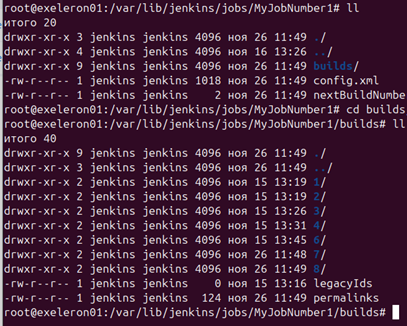 root@exeleron01:/var/lib/jenkins/jobs/MyJobNumber1# ll
итого 20
drwxr-xr-x 3 jenkins jenkins 4096 ноя 26 11:49 ./
drwxr-xr-x 4 jenkins jenkins 4096 ноя 16 13:26 ../
drwxr-xr-x 9 jenkins jenkins 4096 ноя 26 11:49 builds/
-rw-r--r-- 1 jenkins jenkins 1018 ноя 26 11:49 config.xml
-rw-r--r-- 1 jenkins jenkins    2 ноя 26 11:49 nextBuildNumbe
root@exeleron01:/var/lib/jenkins/jobs/MyJobNumber1# cd builds
root@exeleron01:/var/lib/jenkins/jobs/MyJobNumber1/builds# ll
итого 40
drwxr-xr-x 9 jenkins jenkins 4096 ноя 26 11:49 ./
drwxr-xr-x 3 jenkins jenkins 4096 ноя 26 11:49 ../
drwxr-xr-x 2 jenkins jenkins 4096 ноя 15 13:19 1/
drwxr-xr-x 2 jenkins jenkins 4096 ноя 15 13:19 2/
drwxr-xr-x 2 jenkins jenkins 4096 ноя 15 13:26 3/
drwxr-xr-x 2 jenkins jenkins 4096 ноя 15 13:31 4/
drwxr-xr-x 2 jenkins jenkins 4096 ноя 15 13:45 6/
drwxr-xr-x 2 jenkins jenkins 4096 ноя 26 11:48 7/
drwxr-xr-x 2 jenkins jenkins 4096 ноя 26 11:49 8/
-rw-r--r-- 1 jenkins jenkins    0 ноя 15 13:16 legacyIds
-rw-r--r-- 1 jenkins jenkins  124 ноя 26 11:49 permalinks
root@exeleron01:/var/lib/jenkins/jobs/MyJobNumber1/builds#